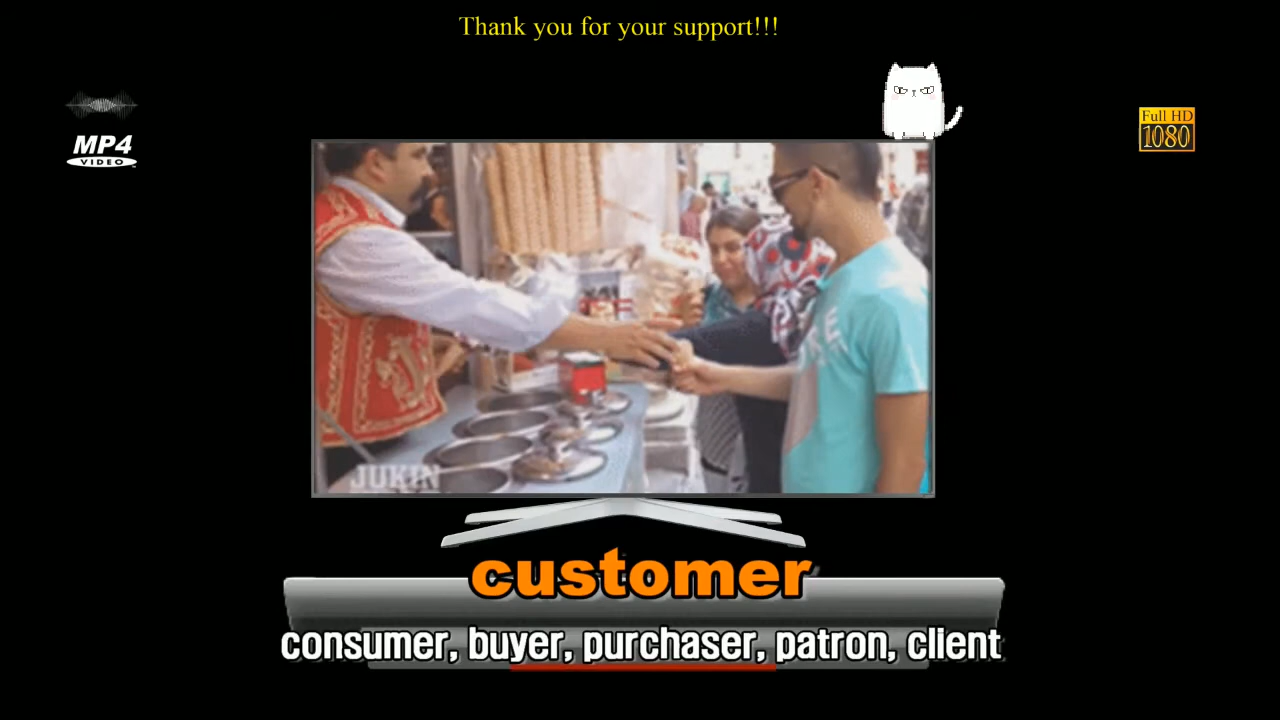 Thank you for your support!!!
MP4
VIDEO
Full HD
1080
JUKIN
customer
consumer, buyer, purchaser, patron, client